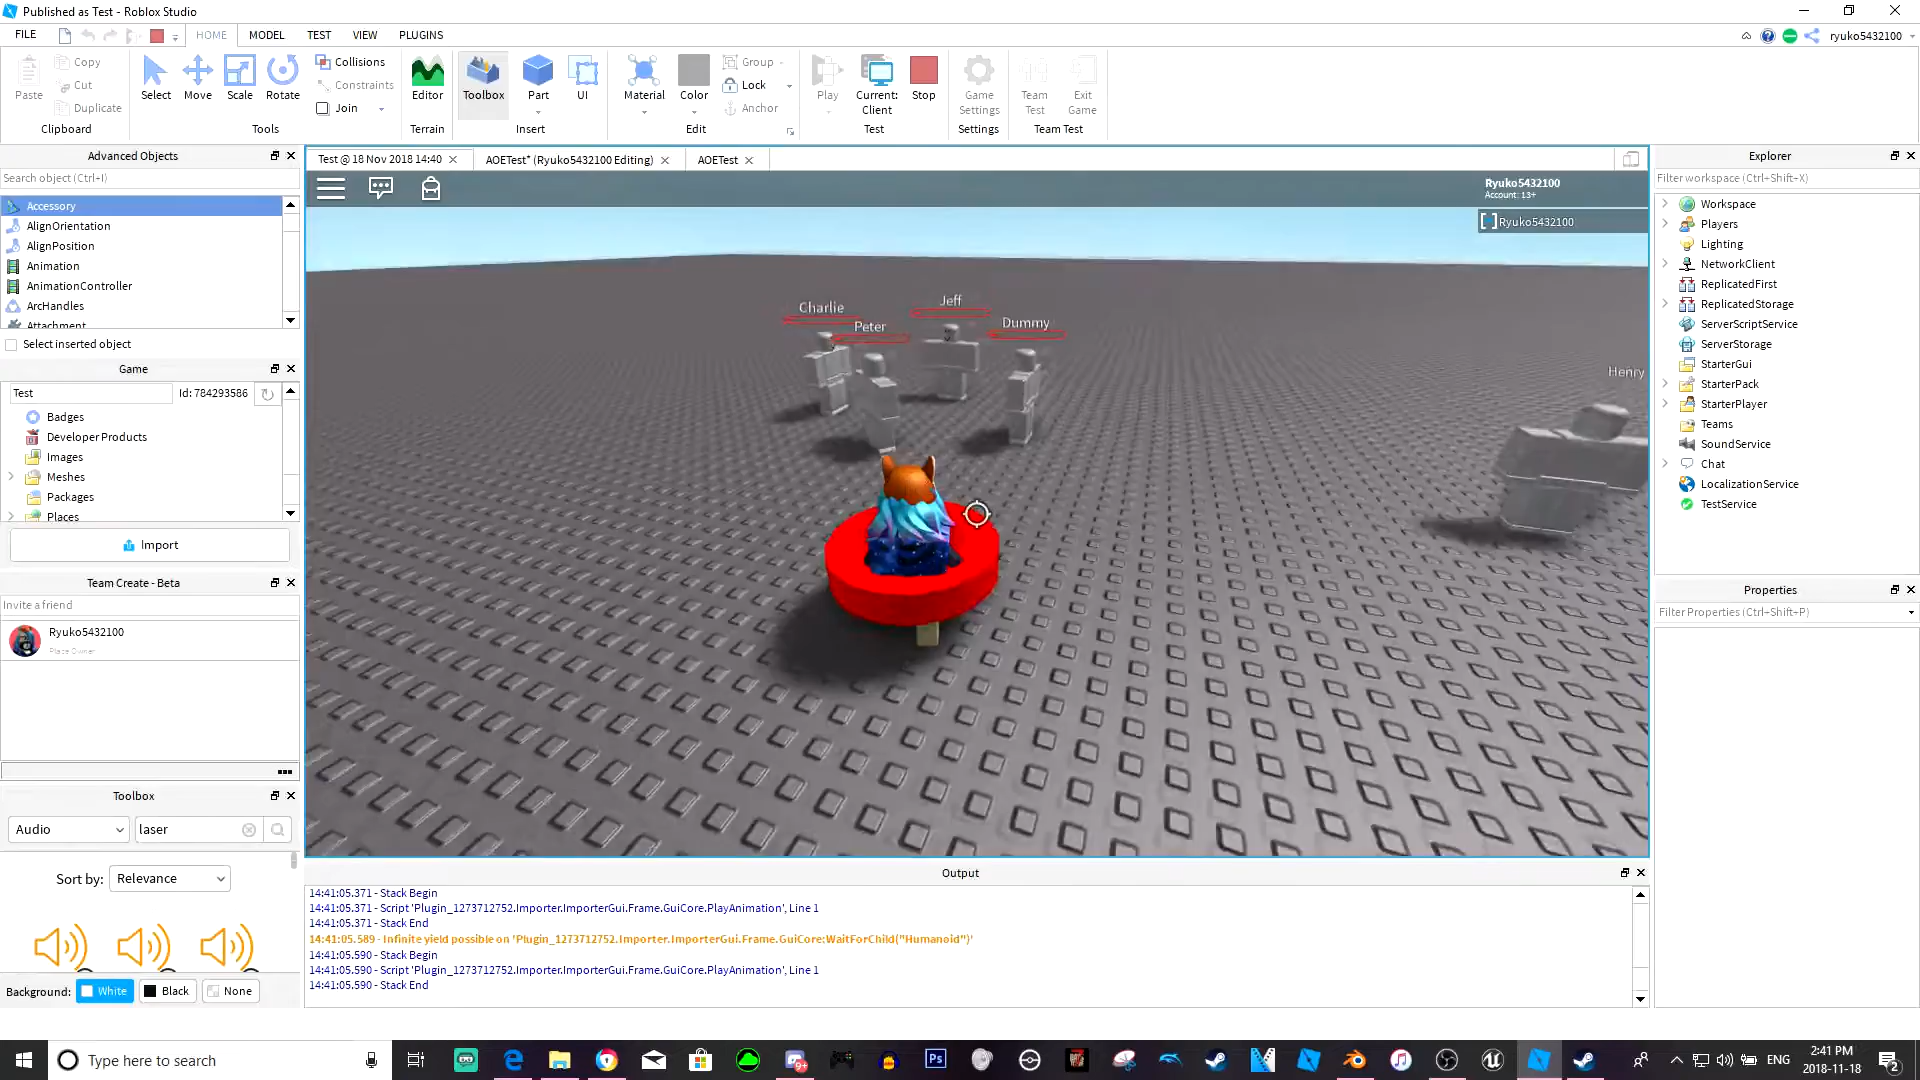 Published as Test - Roblox Studio
FILE
HOME
MODEL
TEST
VIEW
PLUGINS
ryuko5432100
Paste
Copy
Cut
Duplicate
Clipboard
Select
Move
Scale
Rotate
Collisions
Constraints
Join
Tools
Editor
Terrain
Toolbox
Part
UI
Insert
Material
Color
Group
Lock
Anchor
Edit
Play
Current:
Client
Stop
Test
Game
Settings
Settings
Team
Test
Exit
Game
Team Test
Advanced Objects
Search object (Ctrl+I)
Accessory
AlignOrientation
AlignPosition
Animation
AnimationController
ArcHandles
Attachment
Select inserted object
Game
Test
Id: 784293586
Badges
Developer Products
Images
Meshes
Packages
Places
Import
Team Create - Beta
Invite a friend
Ryuko5432100
Place Owner
Toolbox
Audio
laser
Sort by:
Relevance
Background:
White
Black
None
Test @ 18 Nov 2018 14:40
AOETest* (Ryuko5432100 Editing)
AOETest
Ryuko5432100
Account: 13+
Ryuko5432100
Charlie
Peter
Jeff
Dummy
Henry
Output
14:41:05.371 - Stack Begin
14:41:05.371 - Script 'Plugin_1273712752.Importer.ImporterGui.Frame.GuiCore.PlayAnimation', Line 1
14:41:05.371 - Stack End
14:41:05.589 - Infinite yield possible on 'Plugin_1273712752.Importer.ImporterGui.Frame.GuiCore:WaitForChild("Humanoid")'
14:41:05.590 - Stack Begin
14:41:05.590 - Script 'Plugin_1273712752.Importer.ImporterGui.Frame.GuiCore.PlayAnimation', Line 1
14:41:05.590 - Stack End
Explorer
Filter workspace (Ctrl+Shift+X)
Workspace
Players
Lighting
NetworkClient
ReplicatedFirst
ReplicatedStorage
ServerScriptService
ServerStorage
StarterGui
StarterPack
StarterPlayer
Teams
SoundService
Chat
LocalizationService
TestService
Properties
Filter Properties (Ctrl+Shift+P)
Type here to search
Ps
9+
ENG
2:41 PM
2018-11-18
2